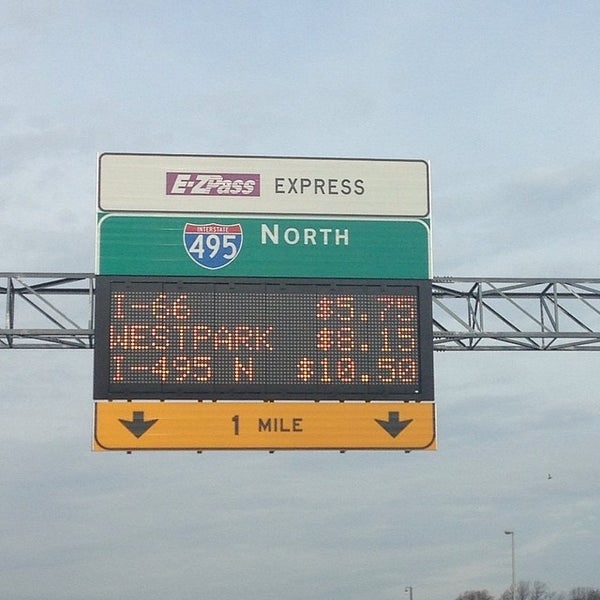 E-ZPass EXPRESS
INTERSTATE
495 NORTH
I-66 $5.75
WESTPARK $8.15
I-495 N $10.50
1 MILE